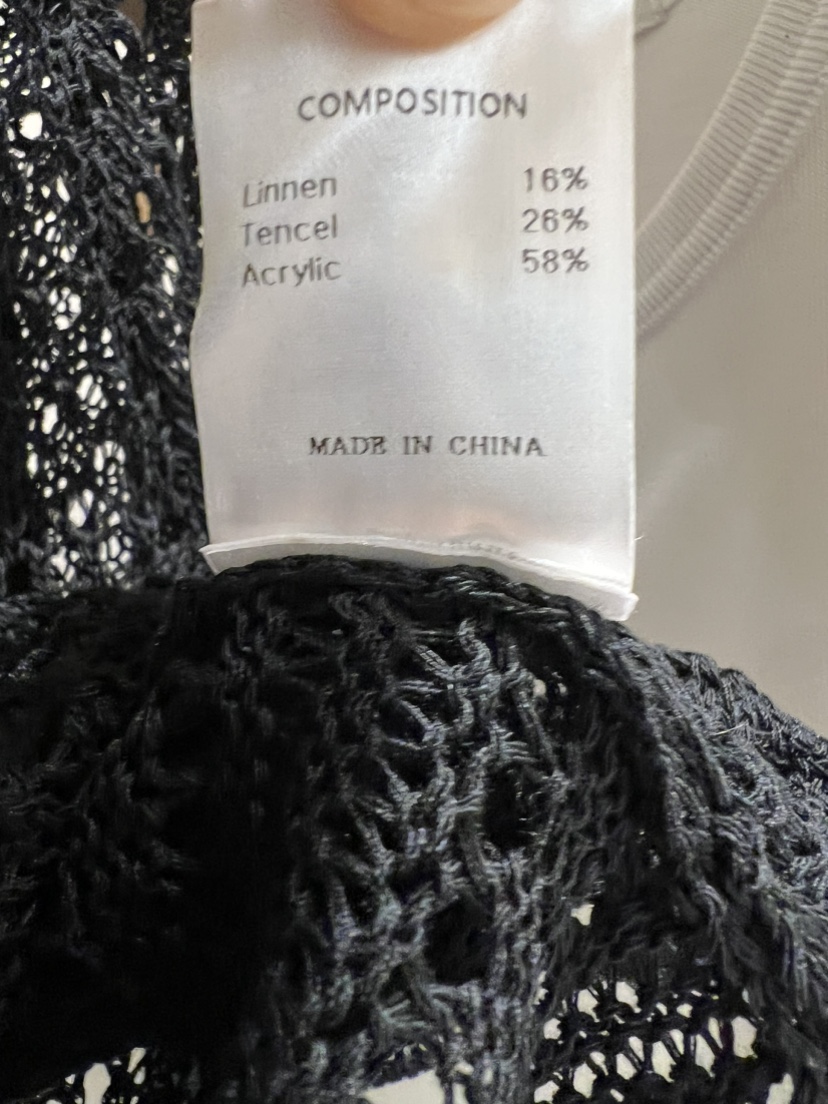 COMPOSITION
Linnen 16%
Tencel 26%
Acrylic 58%
MADE IN CHINA